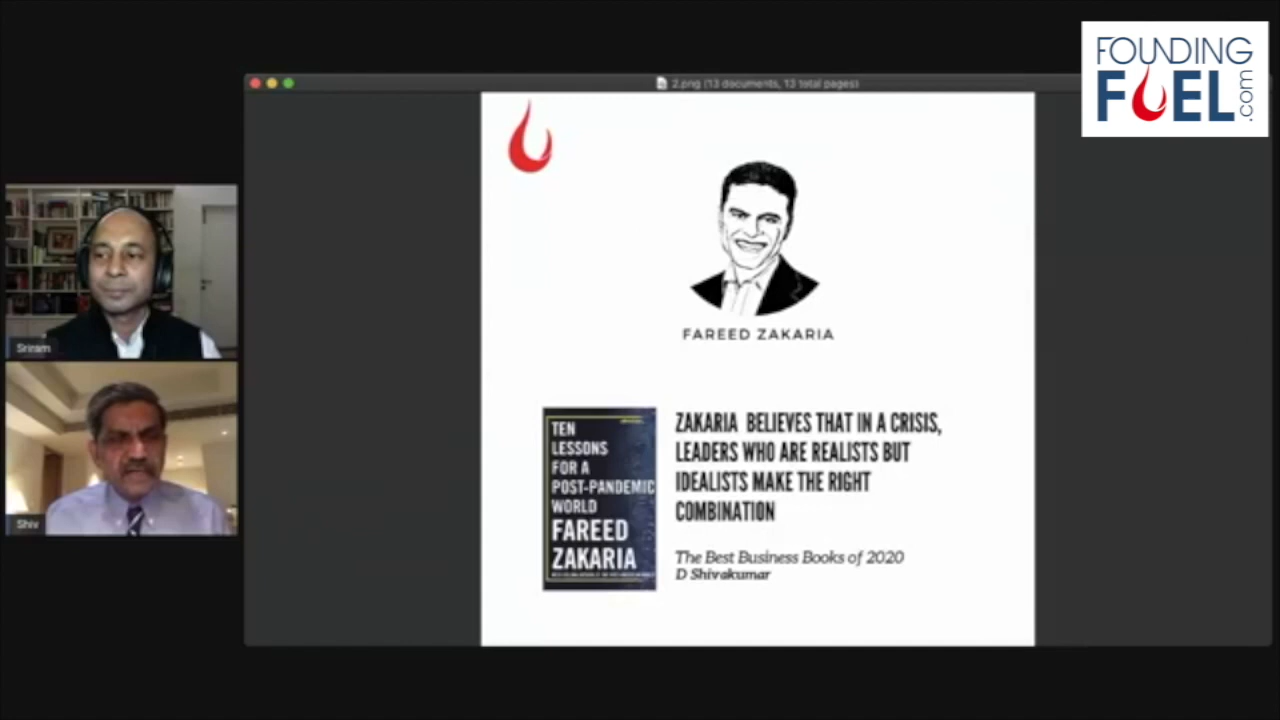 FOUNDING
FUEL
.com
2.png (13 documents, 13 total pages)
FAREED ZAKARIA
Sriram
Shiv
TEN
LESSONS
FOR A
POST-PANDEMIC
WORLD
FAREED
ZAKARIA
ZAKARIA BELIEVES THAT IN A CRISIS,
LEADERS WHO ARE REALISTS BUT
IDEALISTS MAKE THE RIGHT
COMBINATION
The Best Business Books of 2020
D Shivakumar